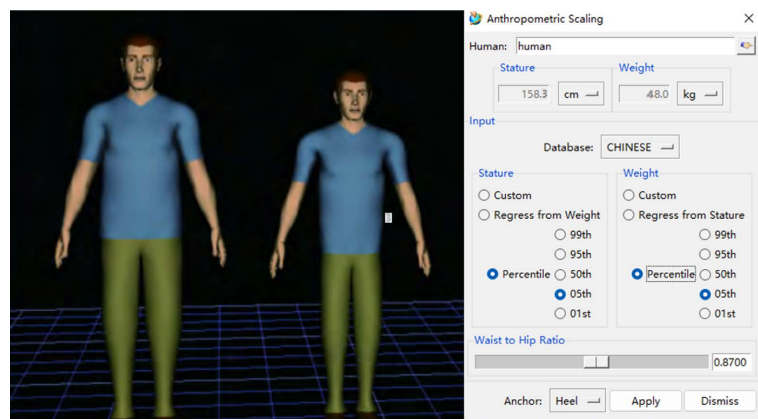 Anthropometric Scaling
Human: human
Stature Weight
158.3 cm 48.0 kg
Input
Database: CHINESE
Stature Weight
Custom Custom
Regress from Weight Regress from Stature
99th 99th
95th 95th
Percentile 50th Percentile 50th
05th 05th
01st 01st
Waist to Hip Ratio
0.8700
Anchor: Heel Apply Dismiss